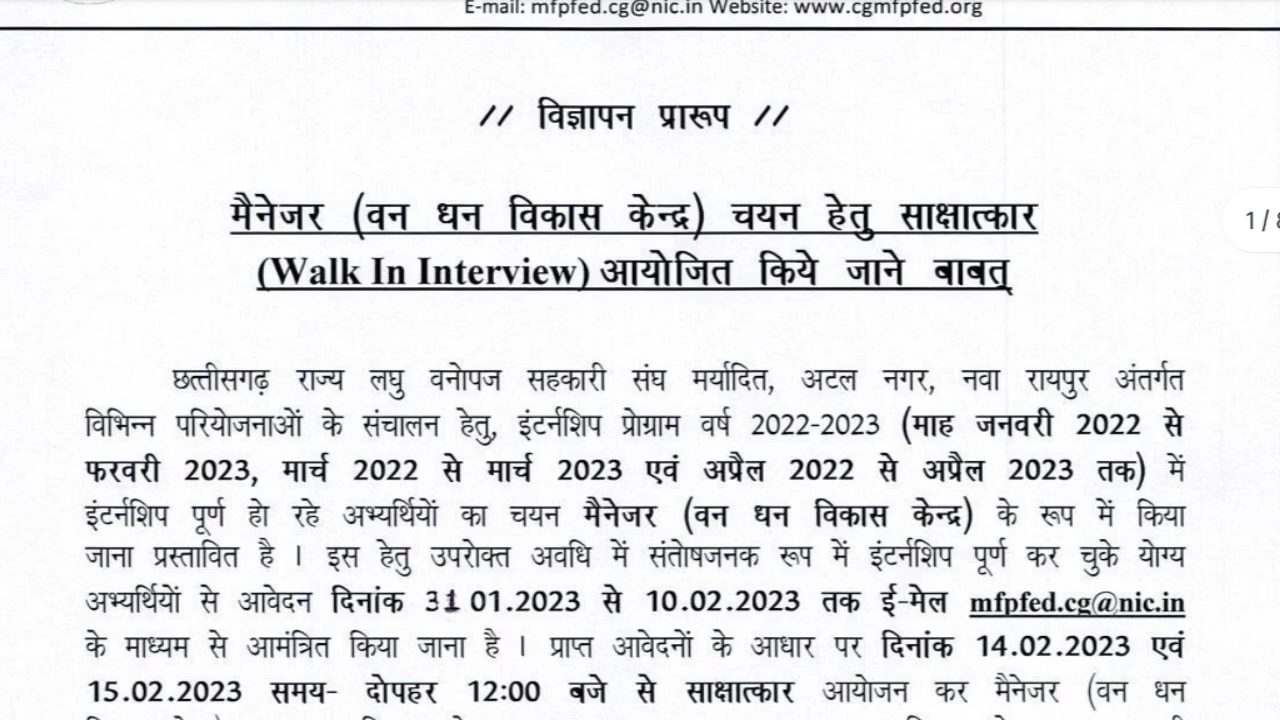 E-mail: mfpfed.cg@nic.in Website: www.cgmfpfed.org
// विज्ञापन प्रारूप //
मैनेजर (वन धन विकास केन्द्र) चयन हेतु साक्षात्कार
(Walk In Interview) आयोजित किये जाने बाबत्
1/8
छत्तीसगढ़ राज्य लघु वनोपज सहकारी संघ मर्यादित, अटल नगर, नवा रायपुर अंतर्गत
विभिन्न परियोजनाओं के संचालन हेतु, इंटर्नशिप प्रोग्राम वर्ष 2022-2023 (माह जनवरी 2022 से
फरवरी 2023, मार्च 2022 से मार्च 2023 एवं अप्रैल 2022 से अप्रैल 2023 तक) में
इंटर्नशिप पूर्ण हो रहे अभ्यर्थियों का चयन मैनेजर (वन धन विकास केन्द्र) के रूप में किया
जाना प्रस्तावित है । इस हेतु उपरोक्त अवधि में संतोषजनक रूप में इंटर्नशिप पूर्ण कर चुके योग्य
अभ्यर्थियों से आवेदन दिनांक 31 01.2023 से 10.02.2023 तक ई-मेल mfpfed.cg@nic.in
के माध्यम से आमंत्रित किया जाना है । प्राप्त आवेदनों के आधार पर दिनांक 14.02.2023 एवं
15.02.2023 समय- दोपहर 12:00 बजे से साक्षात्कार आयोजन कर मैनेजर (वन धन